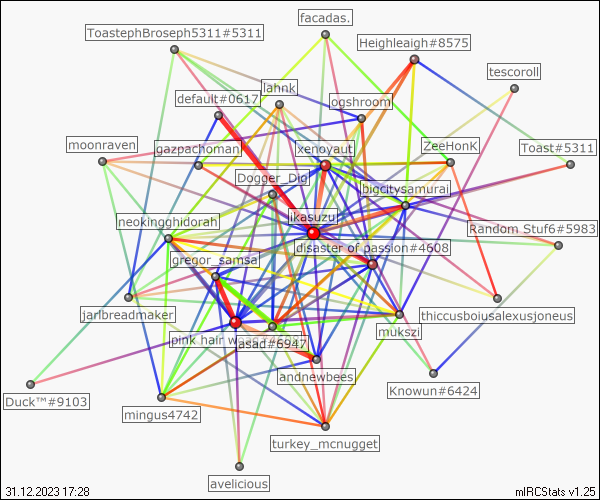 facadas.
ToastephBroseph5311#5311
Heighleaigh#8575
tescoroll
lahnk
default#0617
ogshroom
moonraven
gazpachoman
xenoyaut
ZeeHonK
Toast#5311
Dogger_Dig
bigcitysamurai
ikasuzu
neokingghidorah
Random Stuf6#5983
disaster of passion#4608
gregor_samsa
jarlbreadmaker
thiccusboiusalexusjoneus
mukszi
pink hair
asad#6947
andnewbees
Duck™#9103
Knowun#6424
mingus4742
turkey_mcnugget
avelicious
31.12.2023 17:28
mIRCStats v1.25